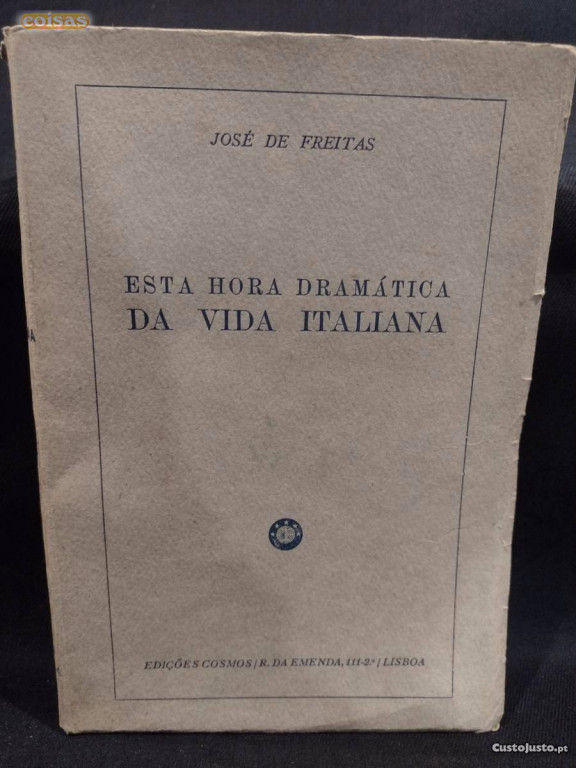 coisas
JOSÉ DE FREITAS
ESTA HORA DRAMÁTICA
DA VIDA ITALIANA
EDIÇÕES COSMOS / R. DA EMENDA, 111-2.º / LISBOA
CustoJusto.pt